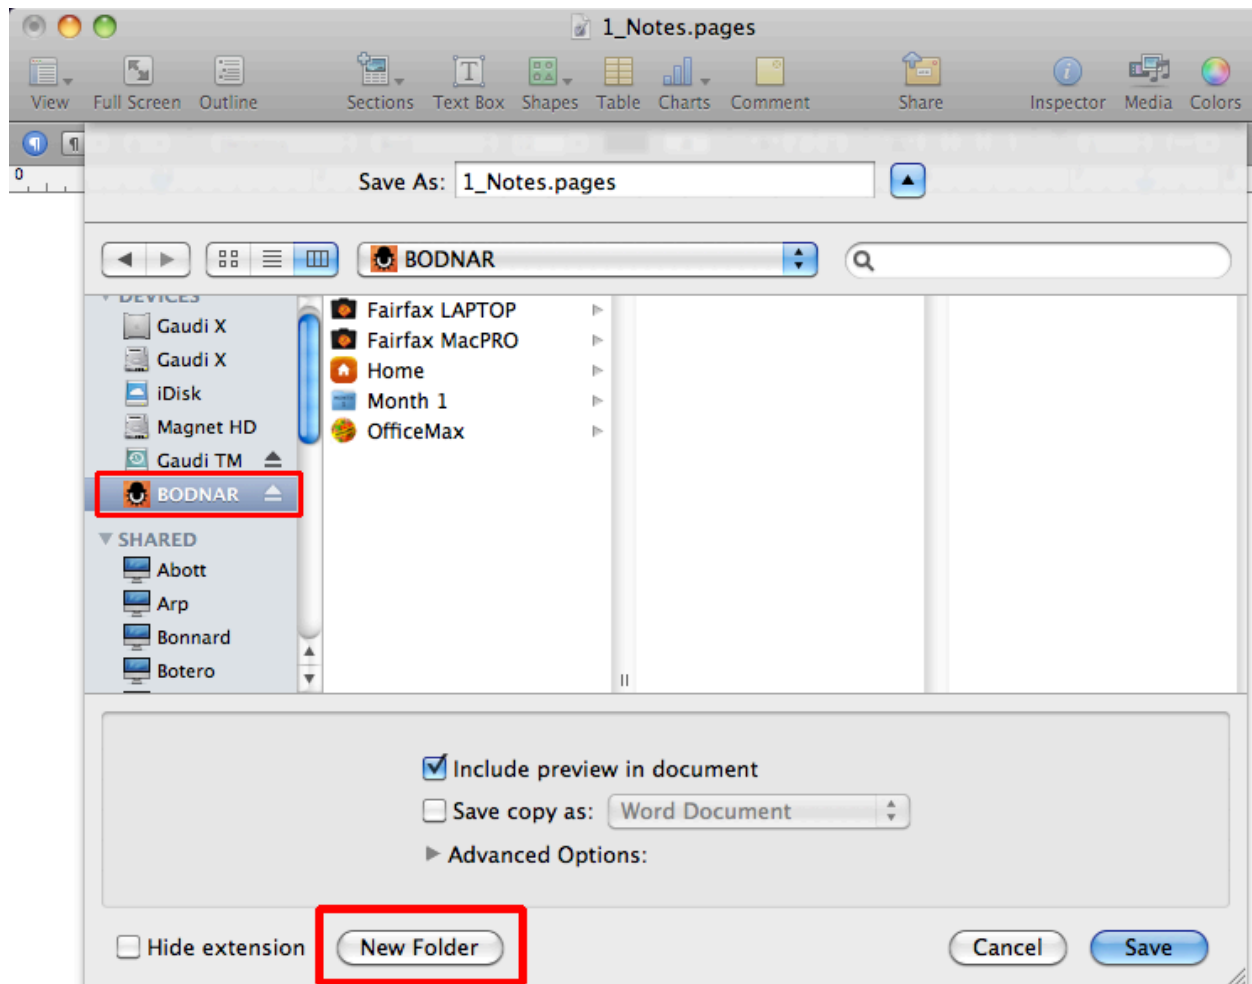 1_Notes.pages
View Full Screen Outline Sections Text Box Shapes Table Charts Comment Share Inspector Media Colors
0
Save As: 1_Notes.pages
BODNAR
DEVICES
Gaudi X
Gaudi X
iDisk
Magnet HD
Gaudi TM
BODNAR
SHARED
Abott
Arp
Bonnard
Botero
Fairfax LAPTOP
Fairfax MacPRO
Home
Month 1
OfficeMax
Include preview in document
Save copy as: Word Document
Advanced Options:
Hide extension New Folder Cancel Save